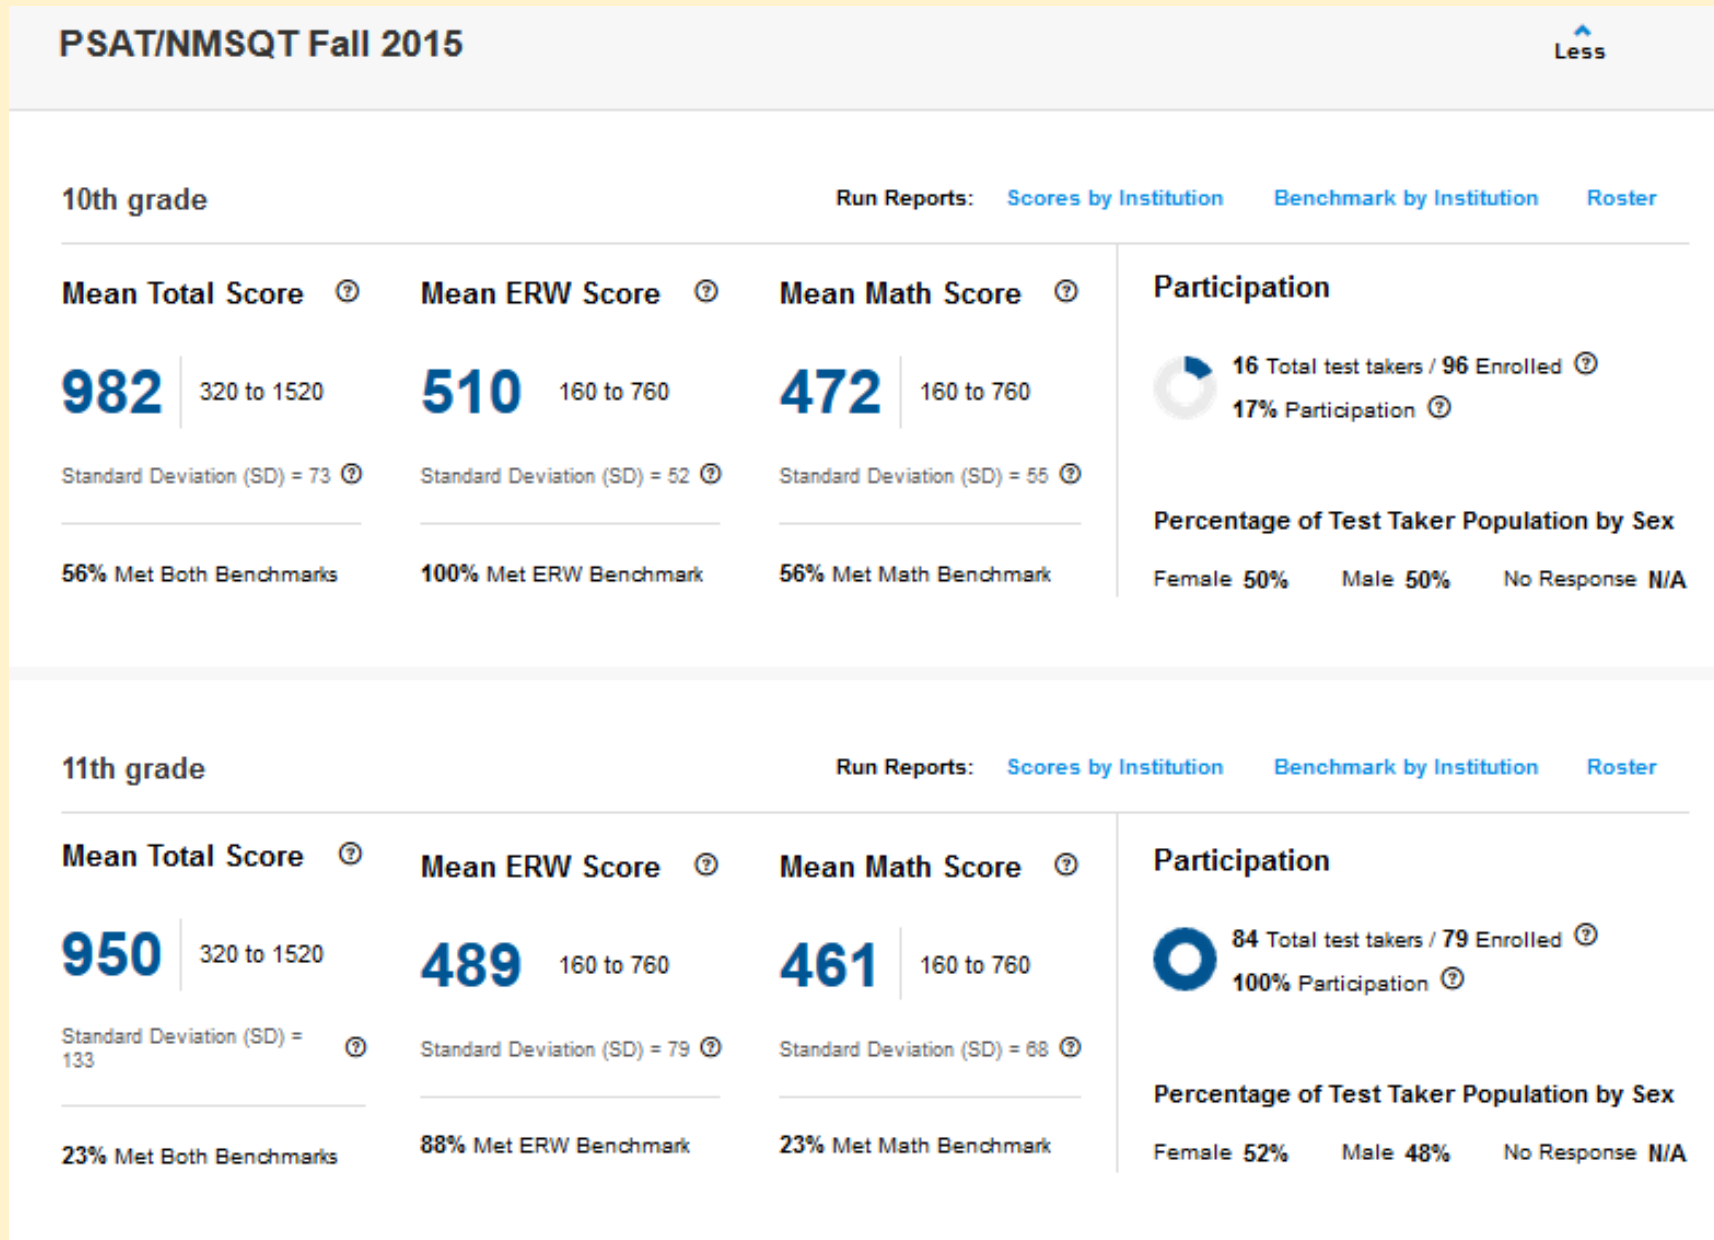 PSAT/NMSQT Fall 2015
Less
10th grade
Run Reports: Scores by Institution Benchmark by Institution Roster
Mean Total Score ?
982 320 to 1520
Standard Deviation (SD) = 73 ?
56% Met Both Benchmarks
Mean ERW Score ?
510 160 to 760
Standard Deviation (SD) = 52 ?
100% Met ERW Benchmark
Mean Math Score ?
472 160 to 760
Standard Deviation (SD) = 55 ?
56% Met Math Benchmark
Participation
16 Total test takers / 96 Enrolled ?
17% Participation ?
Percentage of Test Taker Population by Sex
Female 50% Male 50% No Response N/A
11th grade
Run Reports: Scores by Institution Benchmark by Institution Roster
Mean Total Score ?
950 320 to 1520
Standard Deviation (SD) =
133 ?
23% Met Both Benchmarks
Mean ERW Score ?
489 160 to 760
Standard Deviation (SD) = 79 ?
88% Met ERW Benchmark
Mean Math Score ?
461 160 to 760
Standard Deviation (SD) = 68 ?
23% Met Math Benchmark
Participation
84 Total test takers / 79 Enrolled ?
100% Participation ?
Percentage of Test Taker Population by Sex
Female 52% Male 48% No Response N/A